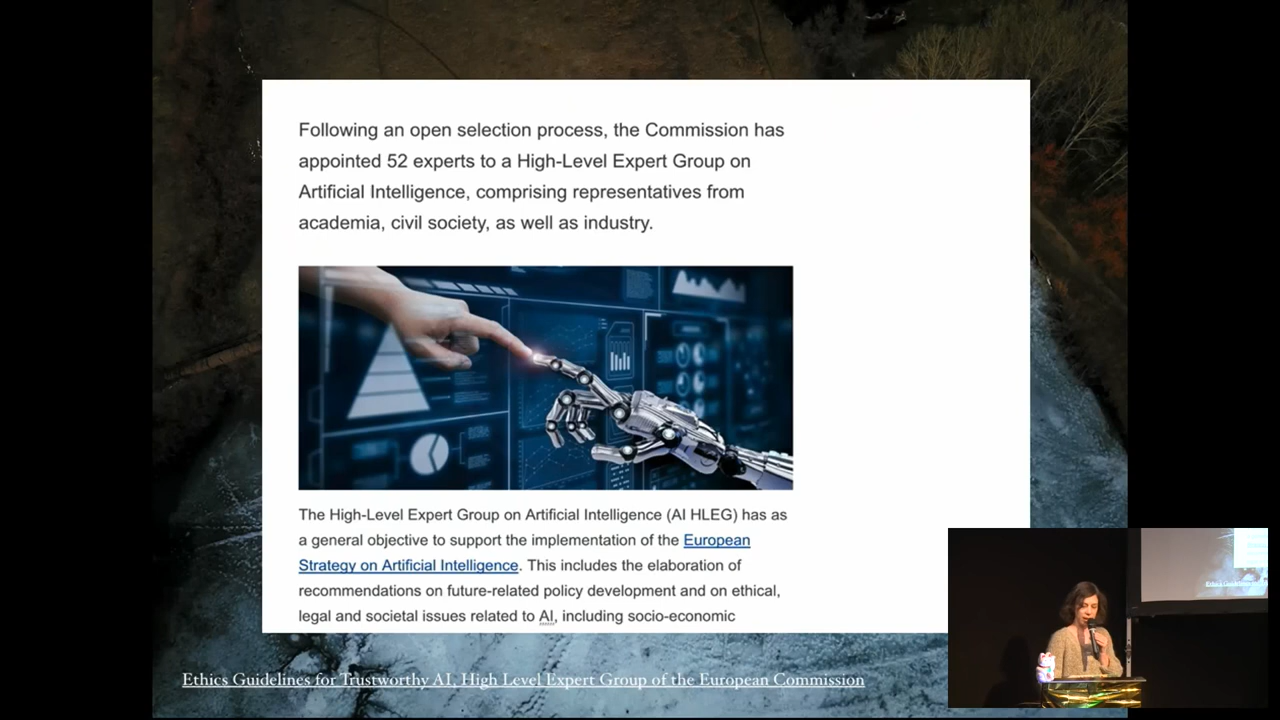 Following an open selection process, the Commission has
appointed 52 experts to a High-Level Expert Group on
Artificial Intelligence, comprising representatives from
academia, civil society, as well as industry.
The High-Level Expert Group on Artificial Intelligence (AI HLEG) has as
a general objective to support the implementation of the European
Strategy on Artificial Intelligence. This includes the elaboration of
recommendations on future-related policy development and on ethical,
legal and societal issues related to AI, including socio-economic
Ethics Guidelines for Trustworthy AI, High Level Expert Group of the European Commission